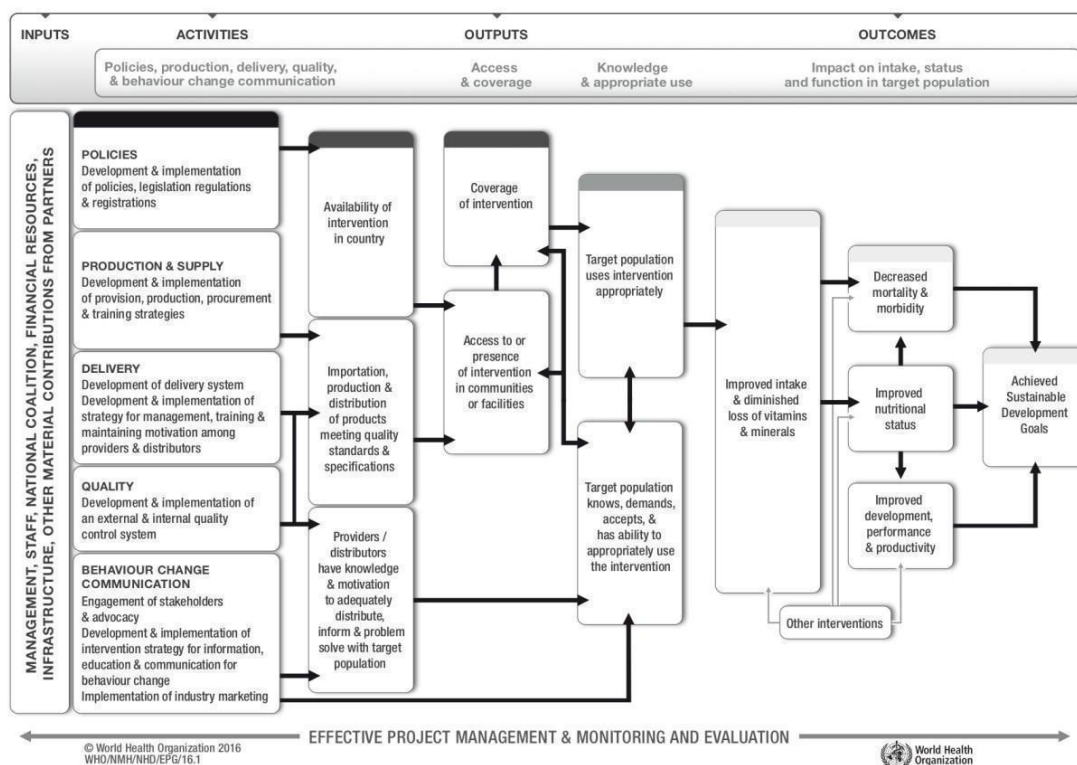 INPUTS
ACTIVITIES
OUTPUTS
OUTCOMES
Policies, production, delivery, quality,
& behaviour change communication
Access
& coverage
Knowledge
& appropriate use
Impact on intake, status
and function in target population
MANAGEMENT, STAFF, NATIONAL COALITION, FINANCIAL RESOURCES,
INFRASTRUCTURE, OTHER MATERIAL CONTRIBUTIONS FROM PARTNERS
POLICIES
Development & implementation
of policies, legislation regulations
& registrations
PRODUCTION & SUPPLY
Development & implementation
of provision, production, procurement
& training strategies
DELIVERY
Development of delivery system
Development & implementation of
strategy for management, training &
maintaining motivation among
providers & distributors
QUALITY
Development & implementation of
an external & internal quality
control system
BEHAVIOUR CHANGE
COMMUNICATION
Engagement of stakeholders
& advocacy
Development & implementation of
intervention strategy for information,
education & communication for
behaviour change
Implementation of industry marketing
Availability of
intervention
in country
Importation,
production &
distribution
of products
meeting quality
standards &
specifications
Providers /
distributors
have knowledge
& motivation
to adequately
distribute,
inform & problem
solve with target
population
Coverage
of intervention
Access to or
presence
of intervention
in communities
or facilities
Target population
uses intervention
appropriately
Target population
knows, demands,
accepts, &
has ability to
appropriately use
the intervention
Improved intake
& diminished
loss of vitamins
& minerals
Decreased
mortality &
morbidity
Improved
nutritional
status
Improved
development,
performance
& productivity
Other interventions
Achieved
Sustainable
Development
Goals
EFFECTIVE PROJECT MANAGEMENT & MONITORING AND EVALUATION
© World Health Organization 2016
WHO/NMH/NHD/EPG/16.1
World Health
Organization